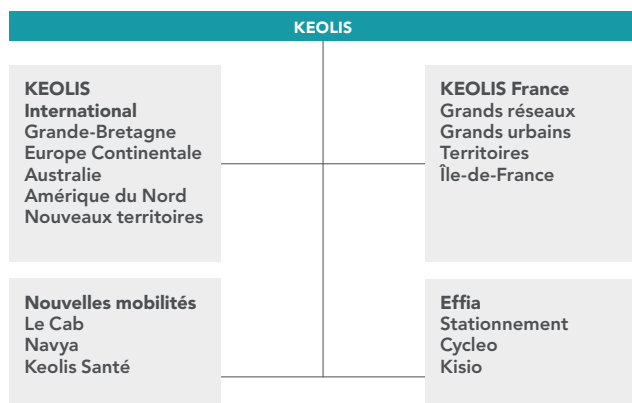 KEOLIS
KEOLIS
International
Grande-Bretagne
Europe Continentale
Australie
Amérique du Nord
Nouveaux territoires
KEOLIS France
Grands réseaux
Grands urbains
Territoires
Île-de-France
Nouvelles mobilités
Le Cab
Navya
Keolis Santé
Effia
Stationnement
Cycleo
Kisio